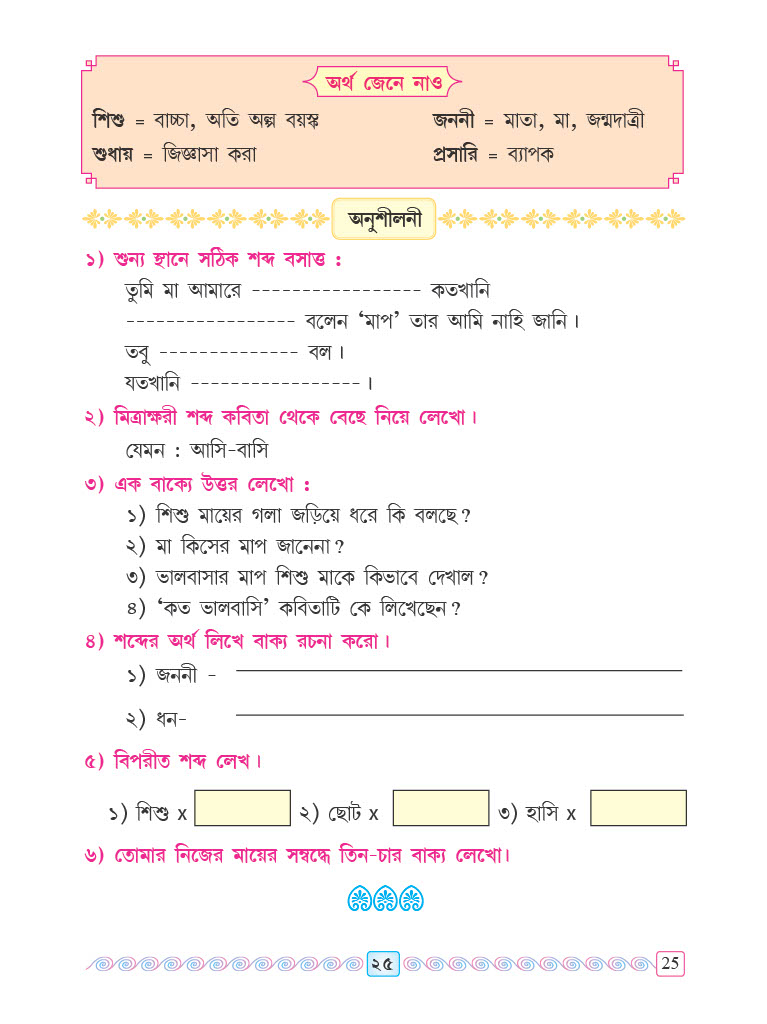 অর্থ জেনে নাও
শিশু = বাচ্চা, অতি অল্প বয়স্ক জননী = মাতা, মা, জন্মদাত্রী
শুধায় = জিজ্ঞাসা করা প্রসারি = ব্যাপক
অনুশীলনী
১) শুন্য স্থানে সঠিক শব্দ বসাত্ত :
তুমি মা আমারে ----------------- কতখানি
----------------- বলেন ‘মাপ’ তার আমি নাহি জানি।
তবু -------------- বল।
যতখানি -----------------।
২) মিত্রাক্ষরী শব্দ কবিতা থেকে বেছে নিয়ে লেখো।
যেমন : আসি-বাসি
৩) এক বাক্যে উত্তর লেখো :
১) শিশু মায়ের গলা জড়িয়ে ধরে কি বলছে?
২) মা কিসের মাপ জানেনা?
৩) ভালবাসার মাপ শিশু মাকে কিভাবে দেখাল?
৪) ‘কত ভালবাসি’ কবিতাটি কে লিখেছেন?
৪) শব্দের অর্থ লিখে বাক্য রচনা করো।
১) জননী -
২) ধন-
৫) বিপরীত শব্দ লেখ।
১) শিশু x ২) ছোট x ৩) হাসি x
৬) তোমার নিজের মায়ের সম্বন্ধে তিন-চার বাক্য লেখো।
২৫ 25